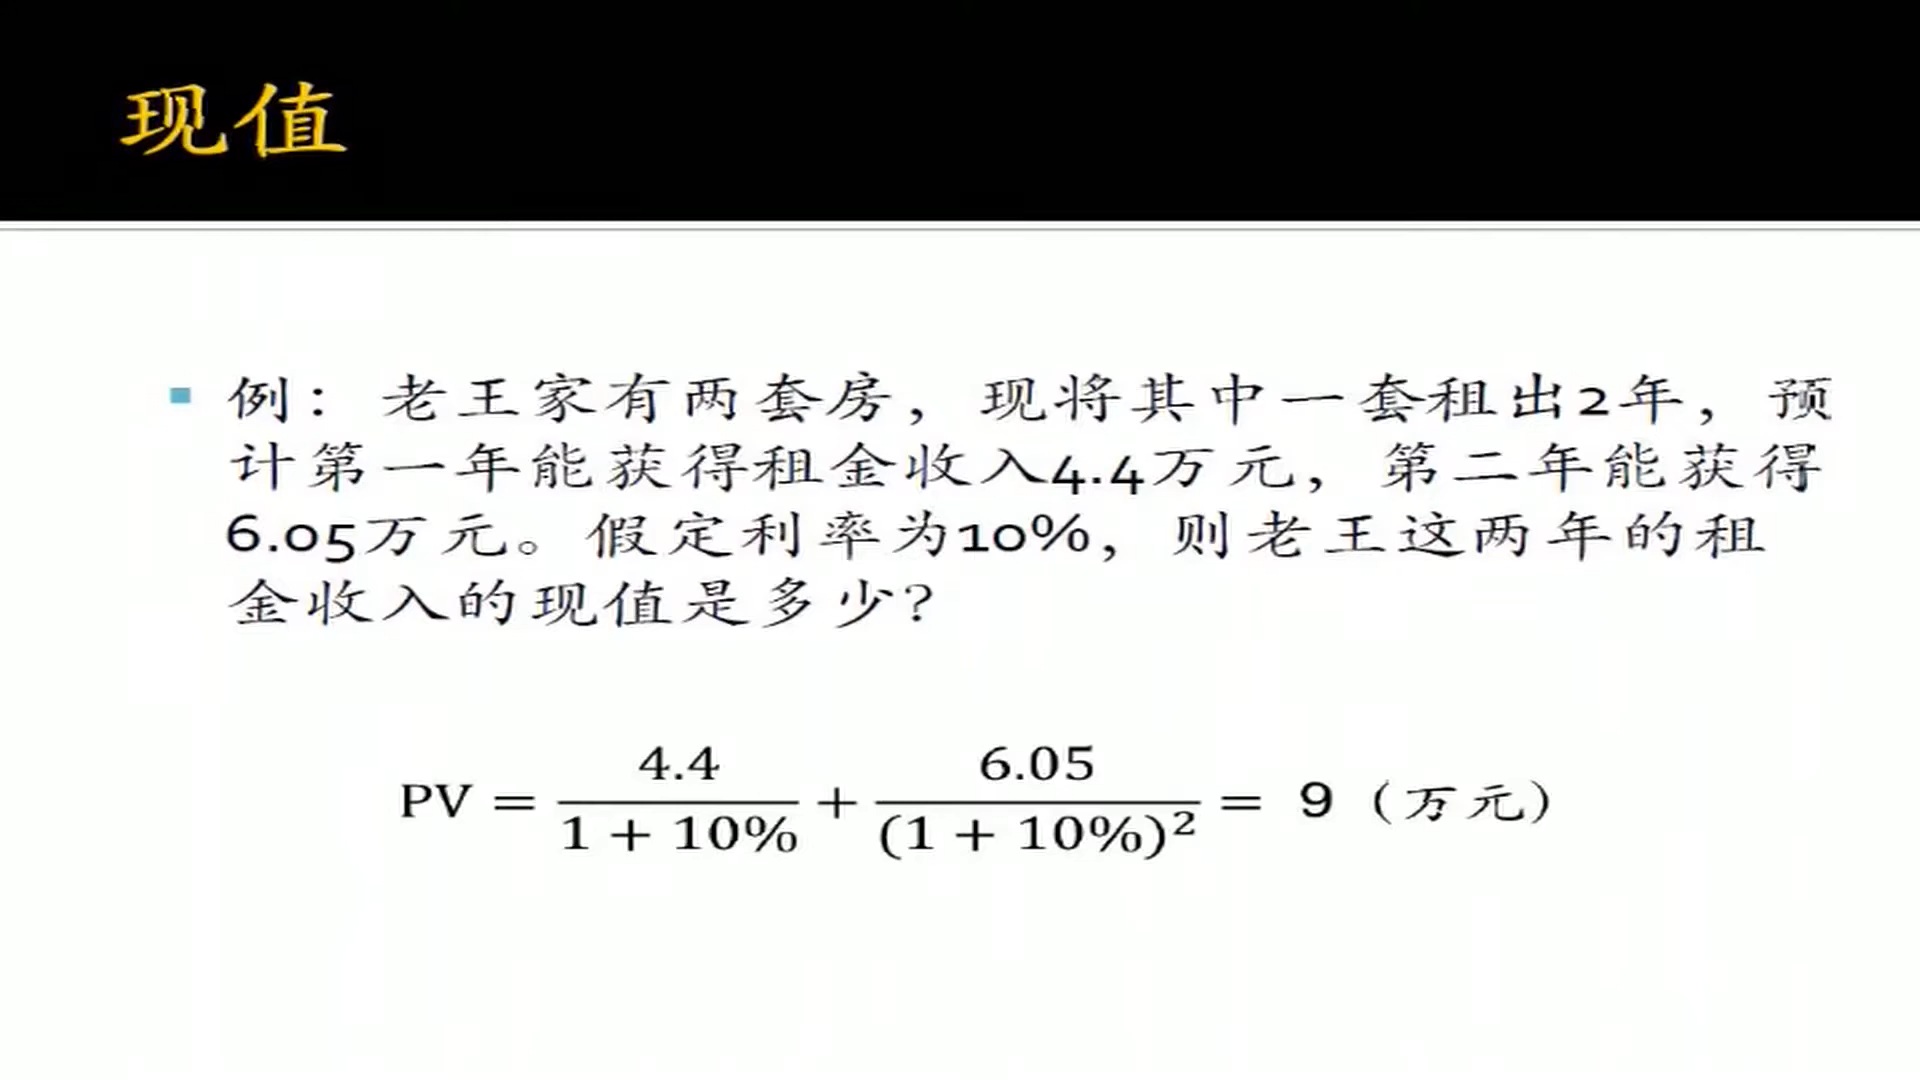 现值
例：老王家有两套房，现将其中一套租出2年，预
计第一年能获得租金收入4.4万元，第二年能获得
6.05万元。假定利率为10%，则老王这两年的租
金收入的现值是多少？
PV = 4.4/(1 + 10%) + 6.05/(1 + 10%)² = 9（万元）